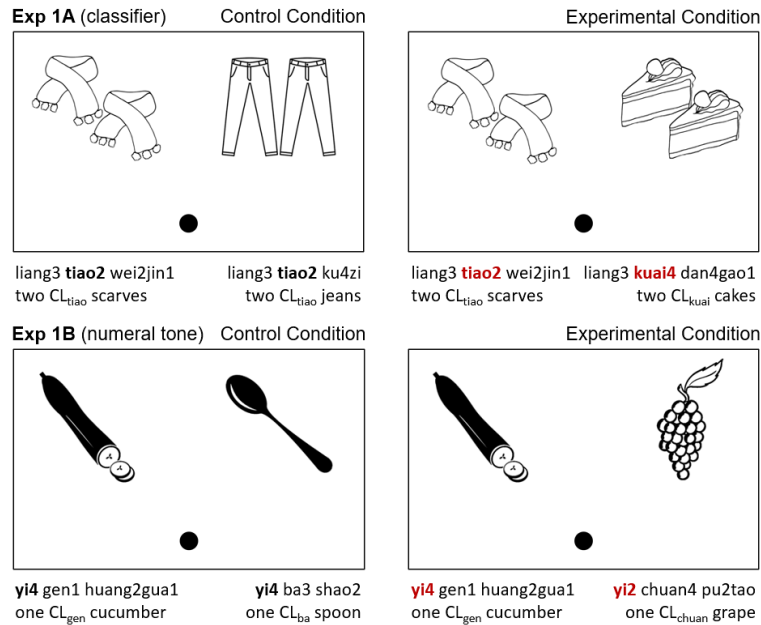 Exp 1A (classifier) Control Condition Experimental Condition
liang3 tiao2 wei2jin1 liang3 tiao2 ku4zi liang3 tiao2 wei2jin1 liang3 kuai4 dan4gao1
two CLtiao scarves two CLtiao jeans two CLtiao scarves two CLkuai cakes
Exp 1B (numeral tone) Control Condition Experimental Condition
yi4 gen1 huang2gua1 yi4 ba3 shao2 yi4 gen1 huang2gua1 yi2 chuan4 pu2tao
one CLgen cucumber one CLba spoon one CLgen cucumber one CLchuan grape